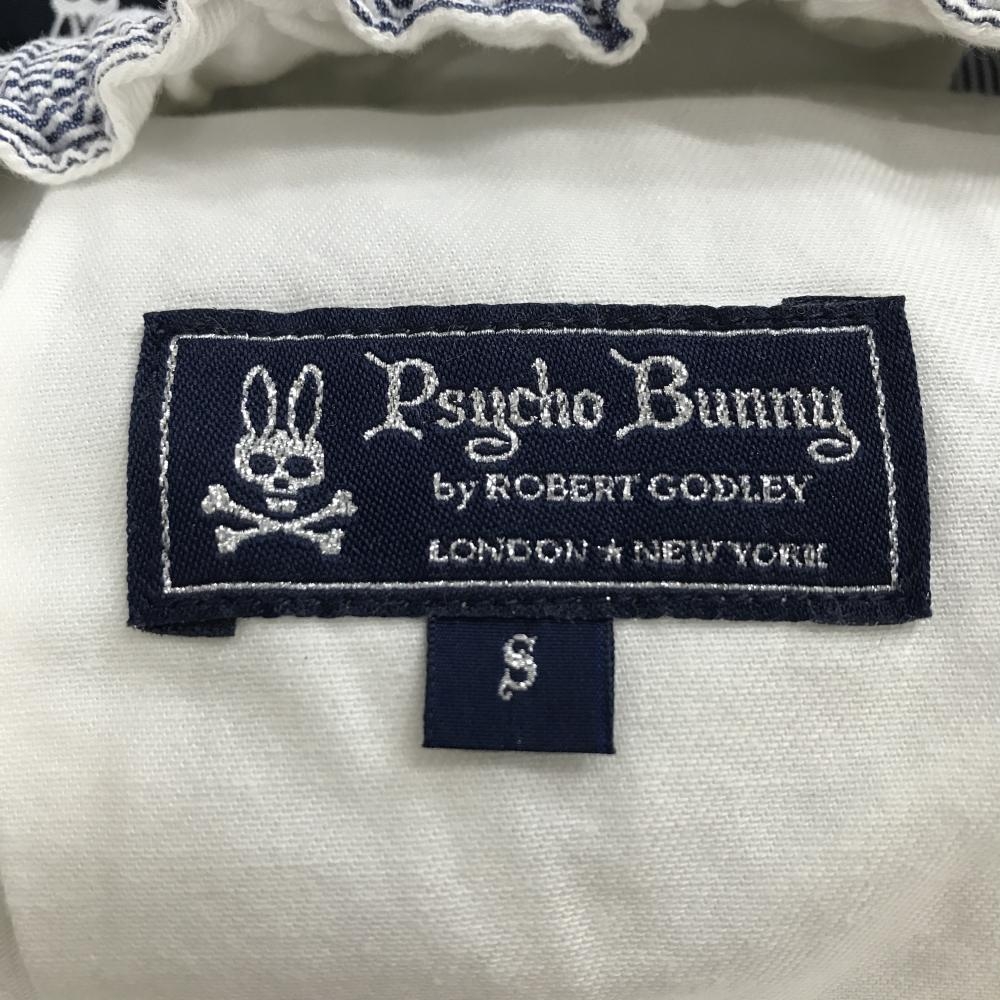 Psycho Bunny
by ROBERT GODLEY
LONDON ★ NEW YORK
S